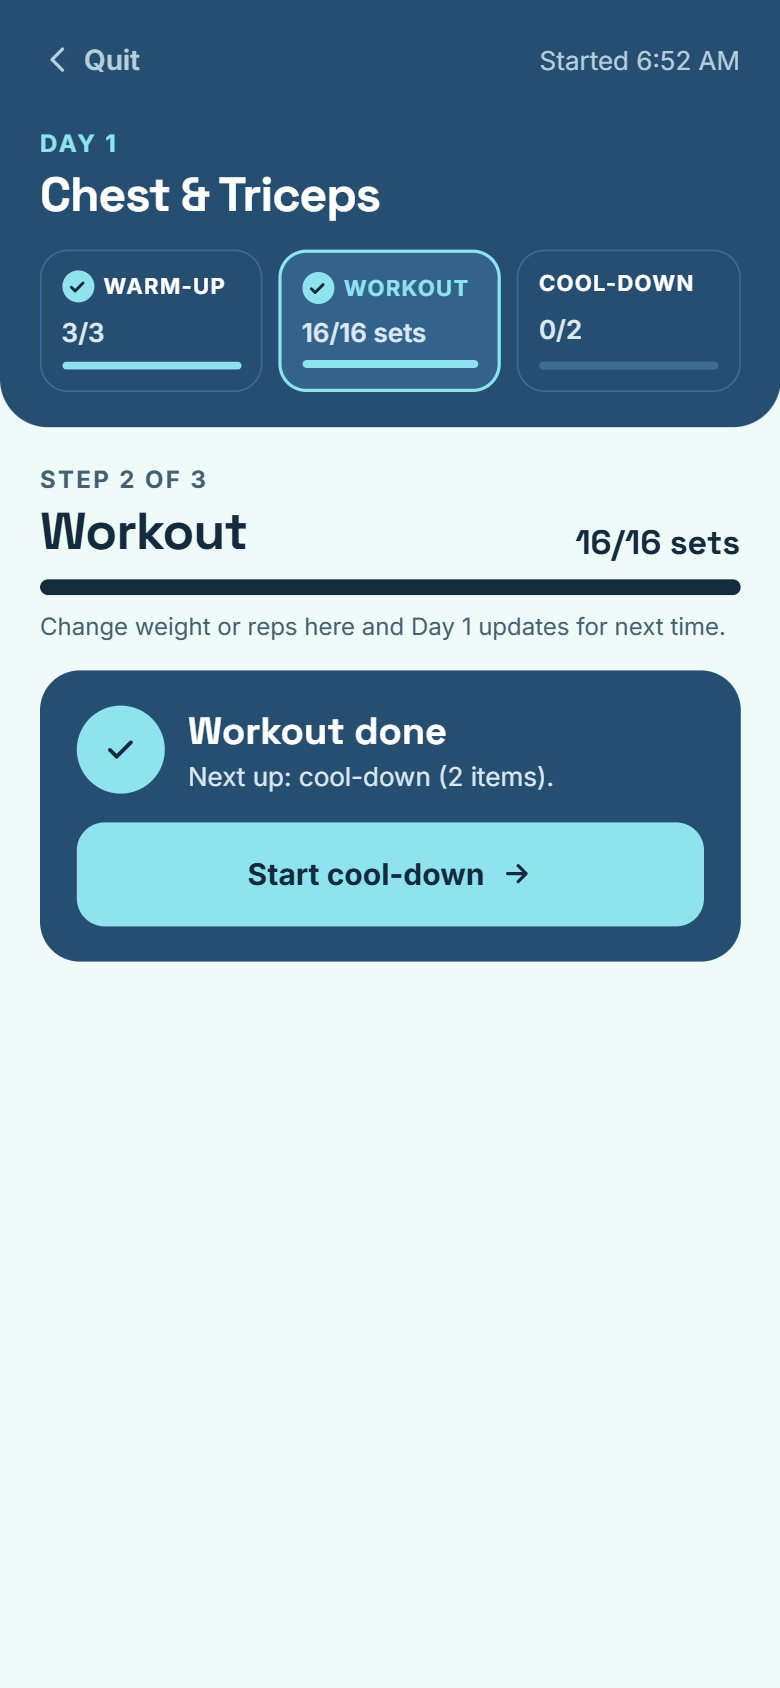 Quit
Started 6:52 AM
DAY 1
Chest & Triceps
WARM-UP
3/3
WORKOUT
16/16 sets
COOL-DOWN
0/2
STEP 2 OF 3
Workout
16/16 sets
Change weight or reps here and Day 1 updates for next time.
Workout done
Next up: cool-down (2 items).
Start cool-down →